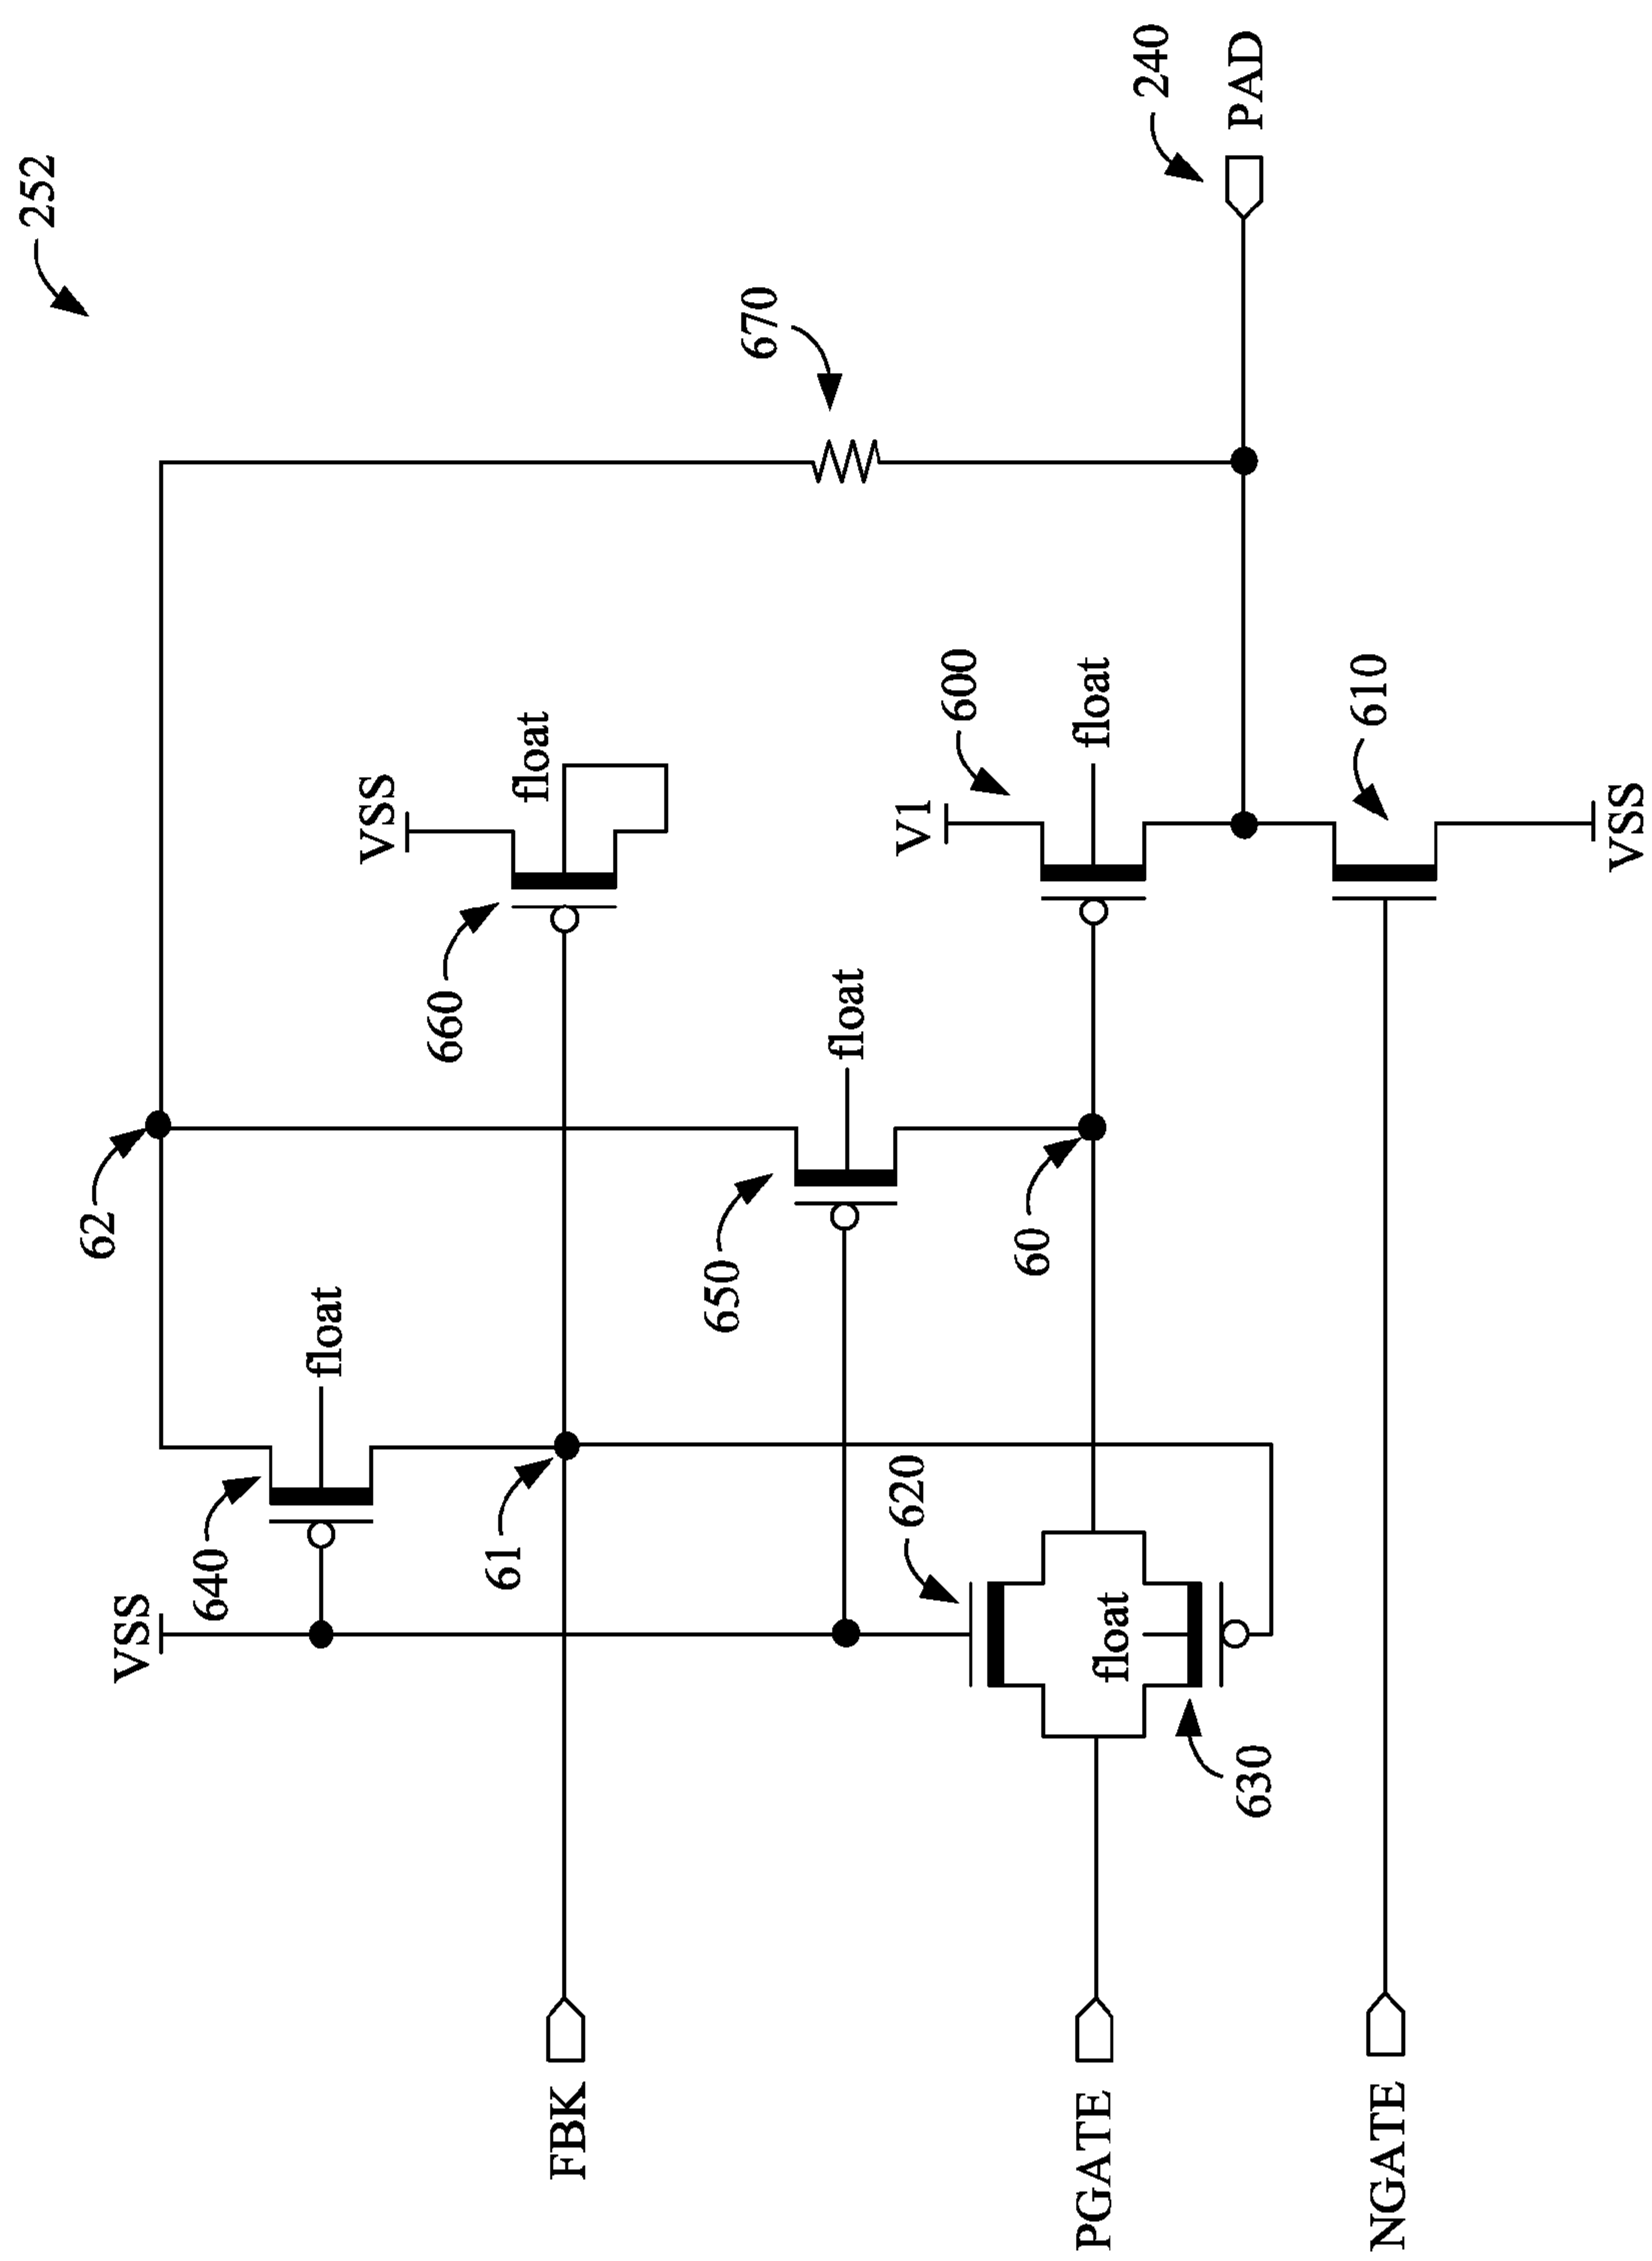 252
62
VSS
640
float
VSS
660
61
float
FBK
650
670
float
620
V1
600
60
float
PGATE
float
240
PAD
630
610
NGATE
VSS